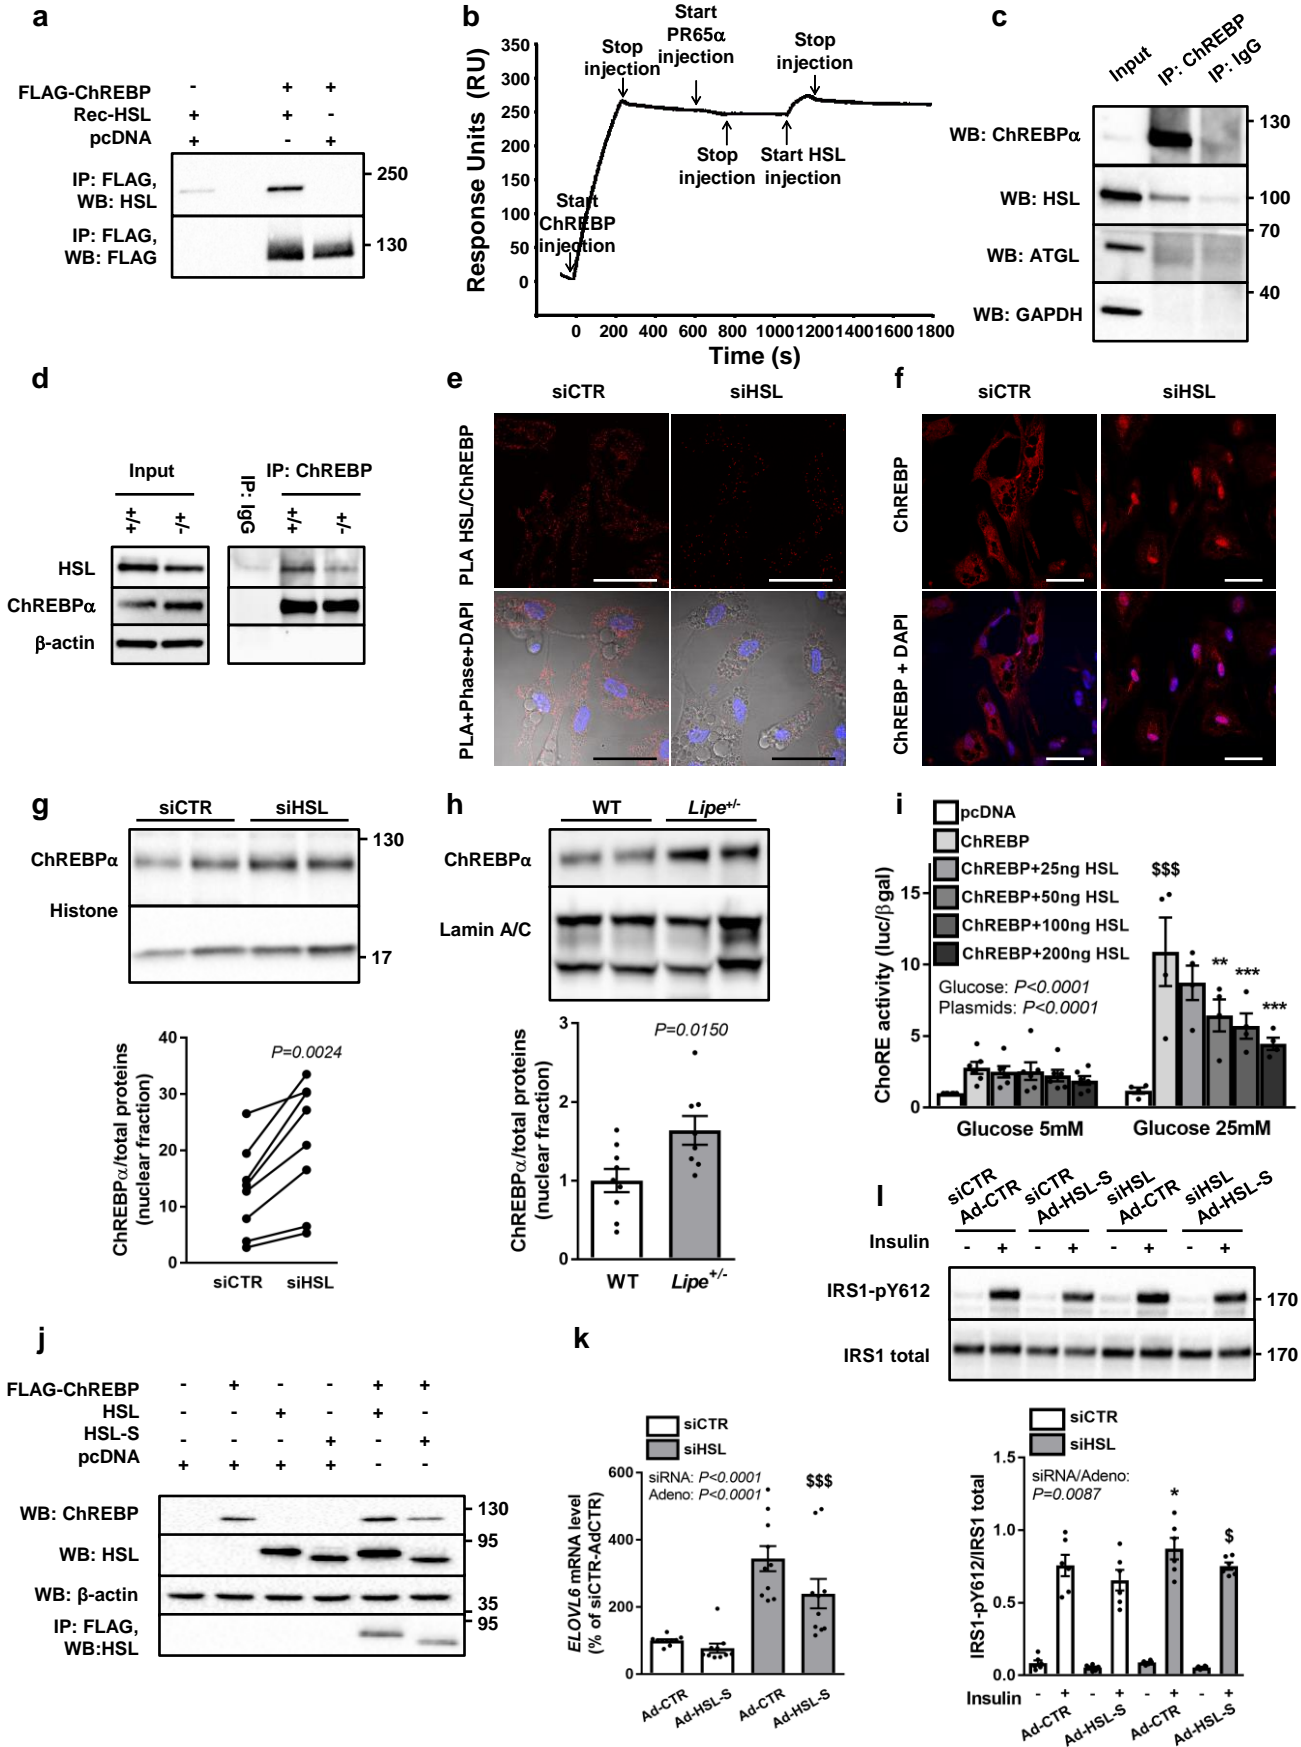 a
FLAG-ChREBP - + +
Rec-HSL + + -
pcDNA + - +
IP: FLAG,
WB: HSL
250
IP: FLAG,
WB: FLAG
130
b
Response Units (RU)
350
300
250
200
150
100
50
0
Start
ChREBP
injection
Stop
injection
Start
PR65α
injection
Stop
injection
Start HSL
injection
Stop
injection
0 200 400 600 800 1000 1200 1400 1600 1800
Time (s)
c
Input
IP: ChREBP
IP: IgG
WB: ChREBPα
130
WB: HSL
100
70
WB: ATGL
40
WB: GAPDH
d
Input
IP: IgG
IP: ChREBP
+/+ +/- +/+ +/-
HSL
ChREBPα
β-actin
e
siCTR siHSL
PLA HSL/ChREBP
PLA+Phase+DAPI
f
siCTR siHSL
ChREBP
ChREBP + DAPI
g
siCTR siHSL
ChREBPα
130
Histone
17
ChREBPα/total proteins
(nuclear fraction)
40
30
20
10
0
P=0.0024
siCTR siHSL
h
WT Lipe+/-
ChREBPα
Lamin A/C
ChREBPα/total proteins
(nuclear fraction)
3
2
1
0
P=0.0150
WT Lipe+/-
i
pcDNA
ChREBP
ChREBP+25ng HSL
ChREBP+50ng HSL
ChREBP+100ng HSL
ChREBP+200ng HSL
Glucose: P<0.0001
Plasmids: P<0.0001
ChoRE activity (luc/βgal)
15
10
5
0
$$$
**
***
***
Glucose 5mM Glucose 25mM
j
FLAG-ChREBP - + - - + +
HSL - - + - + -
HSL-S - - - + - +
pcDNA + + + + - -
WB: ChREBP
130
WB: HSL
95
WB: β-actin
35
IP: FLAG,
WB:HSL
95
k
siCTR
siHSL
siRNA: P<0.0001
Adeno: P<0.0001
$$$
ELOVL6 mRNA level
(% of siCTR-AdCTR)
600
400
200
0
Ad-CTR Ad-HSL-S Ad-CTR Ad-HSL-S
l
siCTR
Ad-CTR
siCTR
Ad-HSL-S
siHSL
Ad-CTR
siHSL
Ad-HSL-S
Insulin - + - + - + - +
IRS1-pY612
170
IRS1 total
170
siCTR
siHSL
siRNA/Adeno:
P=0.0087
*
$
IRS1-pY612/IRS1 total
1.5
1.0
0.5
0.0
Insulin - + - + - + - +
Ad-CTR Ad-HSL-S Ad-CTR Ad-HSL-S